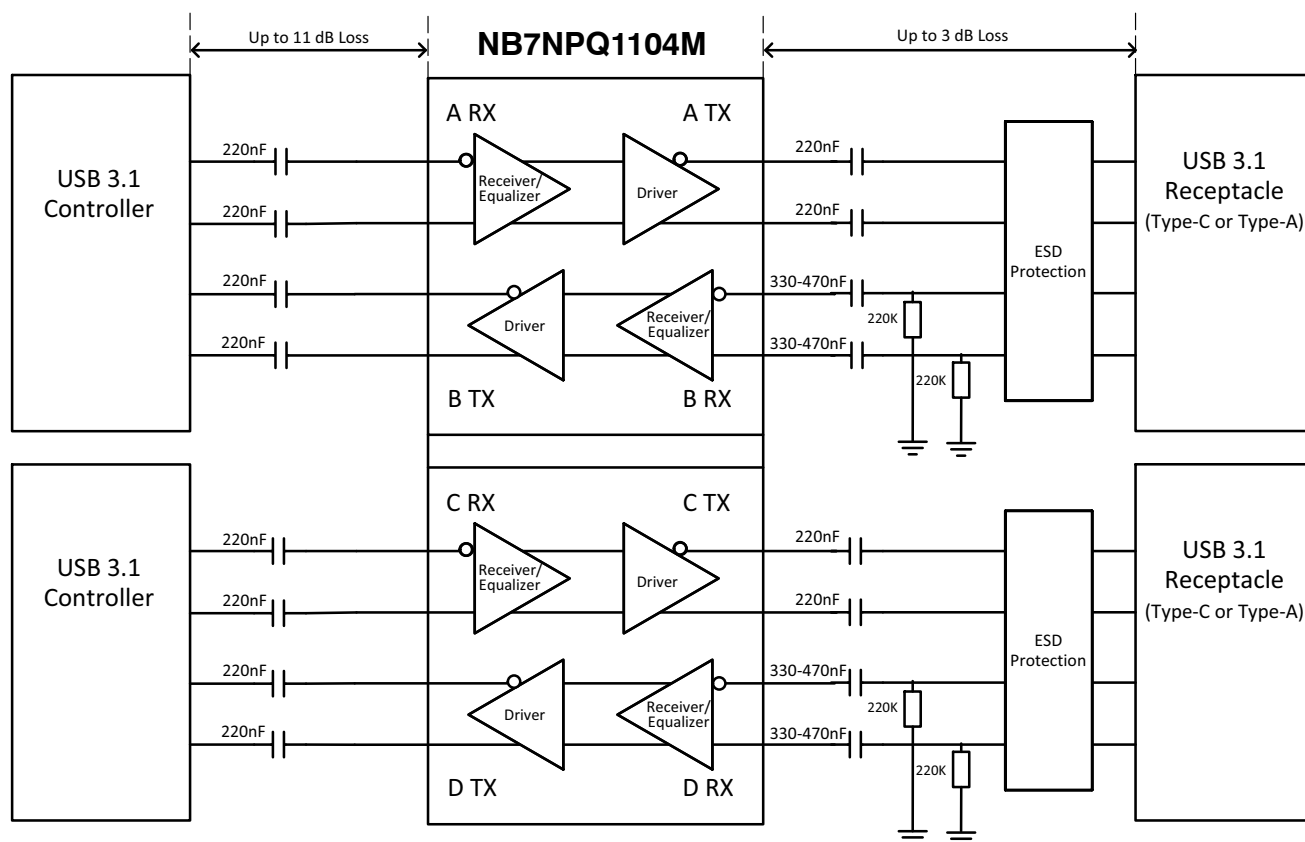 Up to 11 dB Loss
NB7NPQ1104M
Up to 3 dB Loss
USB 3.1
Controller
220nF
220nF
220nF
220nF
A RX
A TX
Receiver/
Equalizer
Driver
Driver
Receiver/
Equalizer
B TX
B RX
220nF
220nF
330-470nF
330-470nF
220K
220K
ESD
Protection
USB 3.1
Receptacle
(Type-C or Type-A)
USB 3.1
Controller
220nF
220nF
220nF
220nF
C RX
C TX
Receiver/
Equalizer
Driver
Driver
Receiver/
Equalizer
D TX
D RX
220nF
220nF
330-470nF
330-470nF
220K
220K
ESD
Protection
USB 3.1
Receptacle
(Type-C or Type-A)